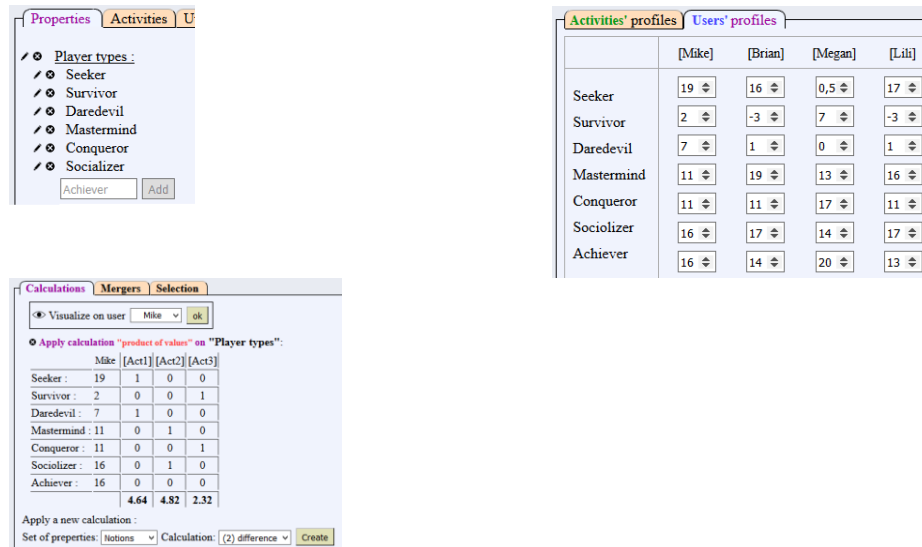 Properties Activities U
Player types :
Seeker
Survivor
Daredevil
Mastermind
Conqueror
Socializer
Achiever Add
Activities' profiles Users' profiles
[Mike] [Brian] [Megan] [Lili]
Seeker 19 16 0,5 17
Survivor 2 -3 7 -3
Daredevil 7 1 0 1
Mastermind 11 19 13 16
Conqueror 11 11 17 11
Sociolizer 16 17 14 17
Achiever 16 14 20 13
Calculations Mergers Selection
Visualize on user Mike ok
Apply calculation "product of values" on "Player types":
Mike [Act1] [Act2] [Act3]
Seeker : 19 1 0 0
Survivor : 2 0 0 1
Daredevil : 7 1 0 0
Mastermind : 11 0 1 0
Conqueror : 11 0 0 1
Sociolizer : 16 0 1 0
Achiever : 16 0 0 0
4.64 4.82 2.32
Apply a new calculation :
Set of preperties: Notions Calculation: (2) difference Create